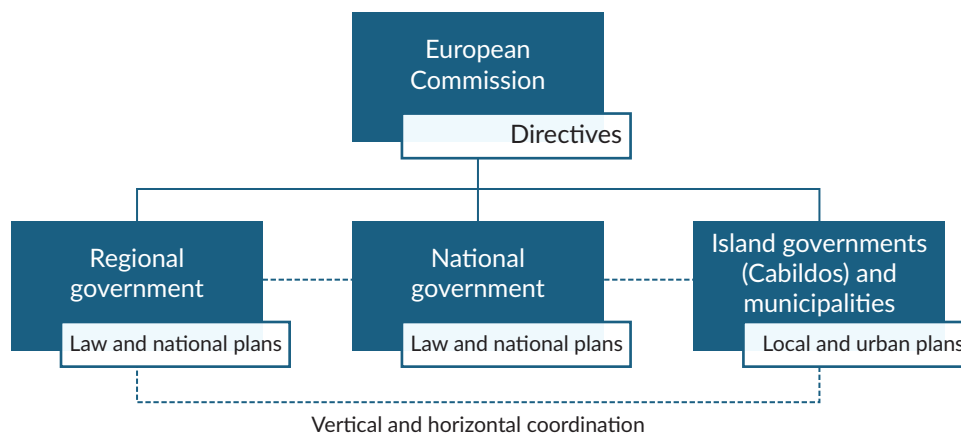 European
Commission
Directives
Regional
government
Law and national plans
National
government
Law and national plans
Island governments
(Cabildos) and
municipalities
Local and urban plans
Vertical and horizontal coordination